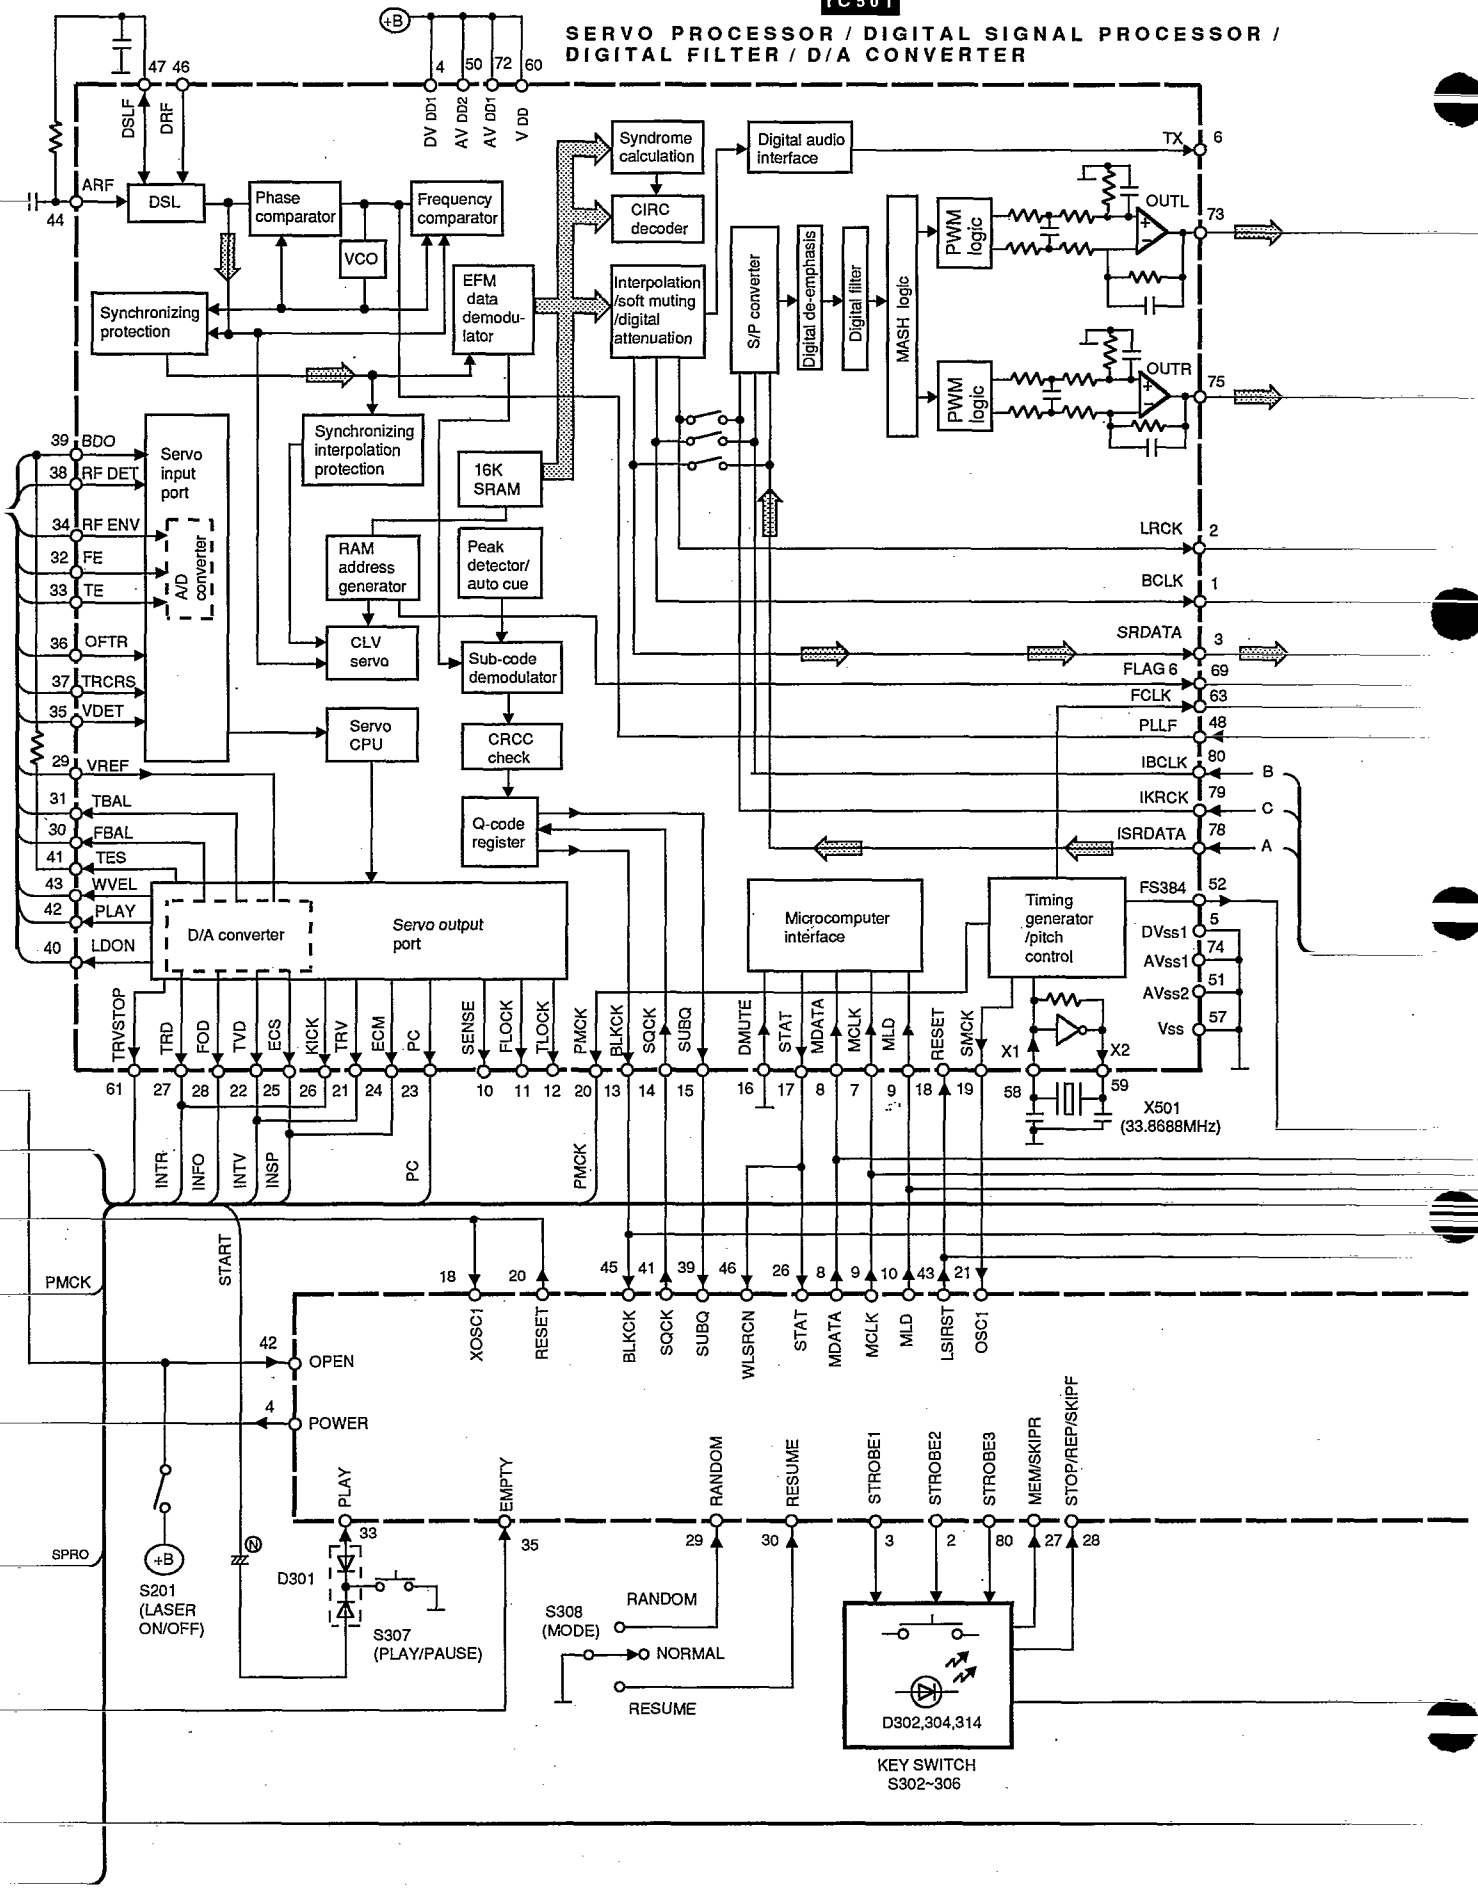 IC501
SERVO PROCESSOR / DIGITAL SIGNAL PROCESSOR /
DIGITAL FILTER / D/A CONVERTER
+B
47 46
4 50 72 60
DSLF
DRF
DV DD1
AV DD2
AV DD1
V DD
Syndrome
calculation
Digital audio
interface
TX 6
ARF
44
DSL
Phase
comparator
Frequency
comparator
CIRC
decoder
VCO
OUTL
73
PWM
logic
S/P converter
Digital de-emphasis
Digital filter
MASH logic
Synchronizing
protection
EFM
data
demodu-
lator
Interpolation
/soft muting
/digital
attenuation
OUTR
75
PWM
logic
Synchronizing
interpolation
protection
16K
SRAM
39 BDO
38 RF DET
34 RF ENV
32 FE
33 TE
36 OFTR
37 TRCRS
35 VDET
29 VREF
31 TBAL
30 FBAL
41 TES
43 WVEL
42 PLAY
40 LDON
Servo
input
port
A/D
converter
RAM
address
generator
Peak
detector/
auto cue
CLV
servo
Sub-code
demodulator
Servo
CPU
CRCC
check
Q-code
register
LRCK 2
BCLK 1
SRDATA 3
FLAG 6 69
FCLK 63
PLLF 48
IBCLK 80 B
IKRCK 79 C
ISRDATA 78 A
FS384 52
DVss1 5
AVss1 74
AVss2 51
Vss 57
D/A converter
Servo output
port
Microcomputer
interface
Timing
generator
/pitch
control
TRV/STOP
TRD
FOD
TVD
ECS
KICK
TRV
ECM
PC
SENSE
FLOCK
TLOCK
PMCK
BLKCK
SQCK
SUBQ
DMUTE
STAT
MDATA
MCLK
MLD
RESET
SMCK
X1
X2
61 27 28 22 25 26 21 24 23 10 11 12 20 13 14 15 16 17 8 7 9 18 19 58 59
X501
(33.8688MHz)
INTR
INFO
INTV
INSP
PC
PMCK
START
PMCK
18 20 45 41 39 46 26 8 9 10 43 21
XOSC1
RESET
BLKCK
SQCK
SUBQ
WLSRCN
STAT
MDATA
MCLK
MLD
LSIRST
OSC1
42
OPEN
4
POWER
PLAY
EMPTY
RANDOM
RESUME
STROBE1
STROBE2
STROBE3
MEM/SKIPR
STOP/REP/SKIPF
33 35 29 30 3 2 80 27 28
SPRO
N
+B
S201
(LASER
ON/OFF)
D301
S307
(PLAY/PAUSE)
S308
(MODE)
RANDOM
NORMAL
RESUME
D302,304,314
KEY SWITCH
S302~306